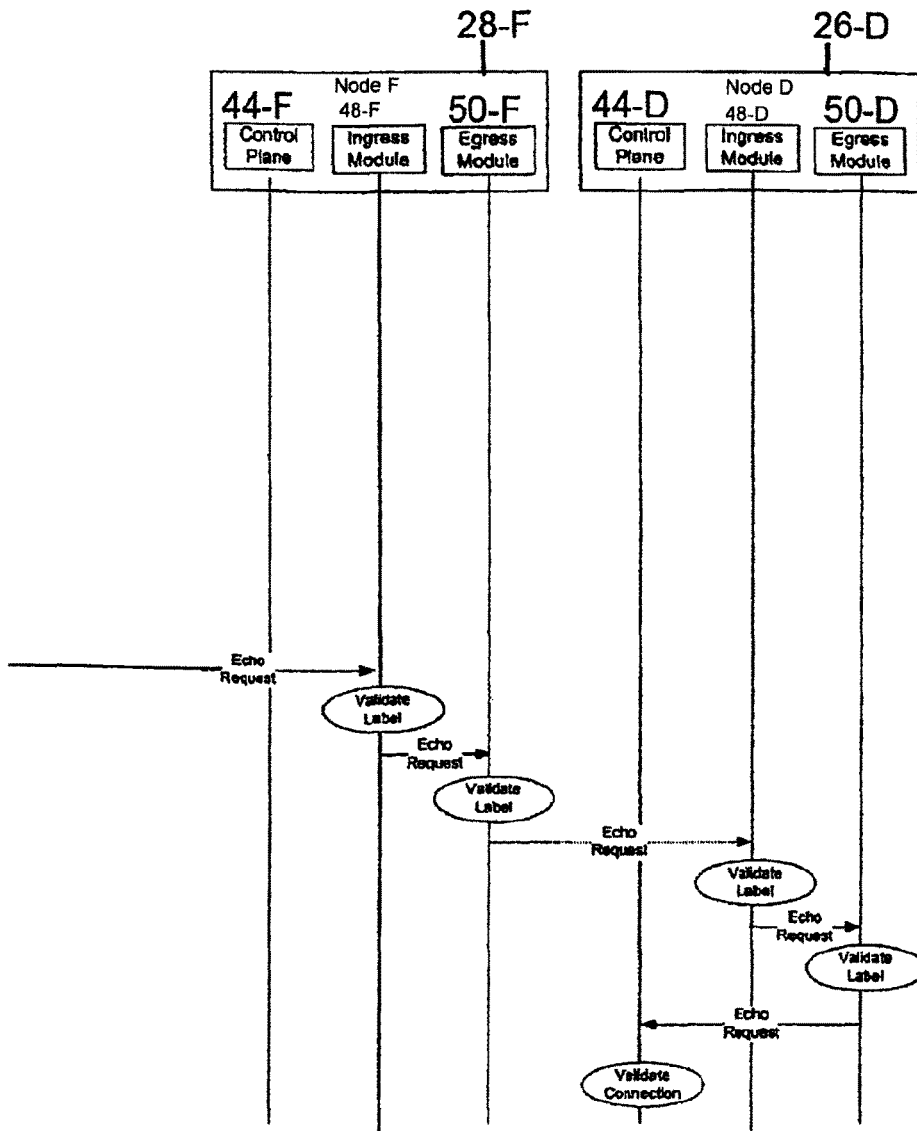 28-F
26-D
Node F
44-F
48-F
50-F
Control
Plane
Ingress
Module
Egress
Module
Node D
44-D
48-D
50-D
Control
Plane
Ingress
Module
Egress
Module
Echo
Request
Validate
Label
Echo
Request
Validate
Label
Echo
Request
Validate
Label
Echo
Request
Validate
Label
Echo
Request
Validate
Connection